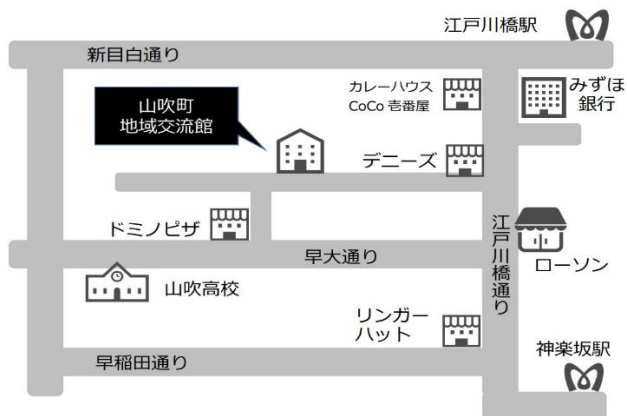 江戸川橋駅
新目白通り
カレーハウス
CoCo 壱番屋
みずほ
銀行
山吹町
地域交流館
デニーズ
ドミノピザ
早大通り
江戸川橋通り
ローソン
山吹高校
リンガー
ハット
神楽坂駅
早稲田通り